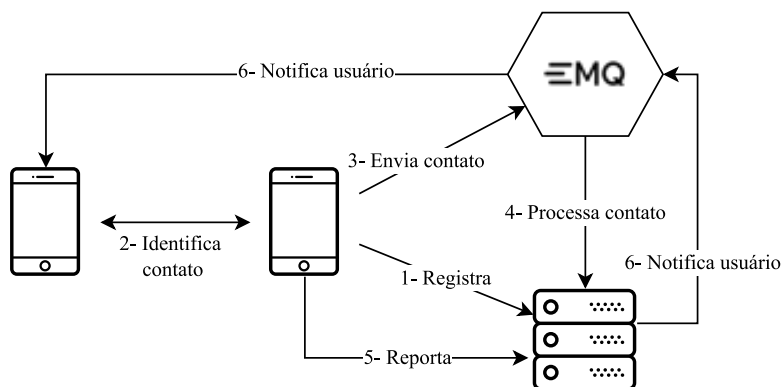 6- Notifica usuário
EMQ
3- Envia contato
4- Processa contato
2- Identifica
contato
1- Registra
6- Notifica usuário
5- Reporta